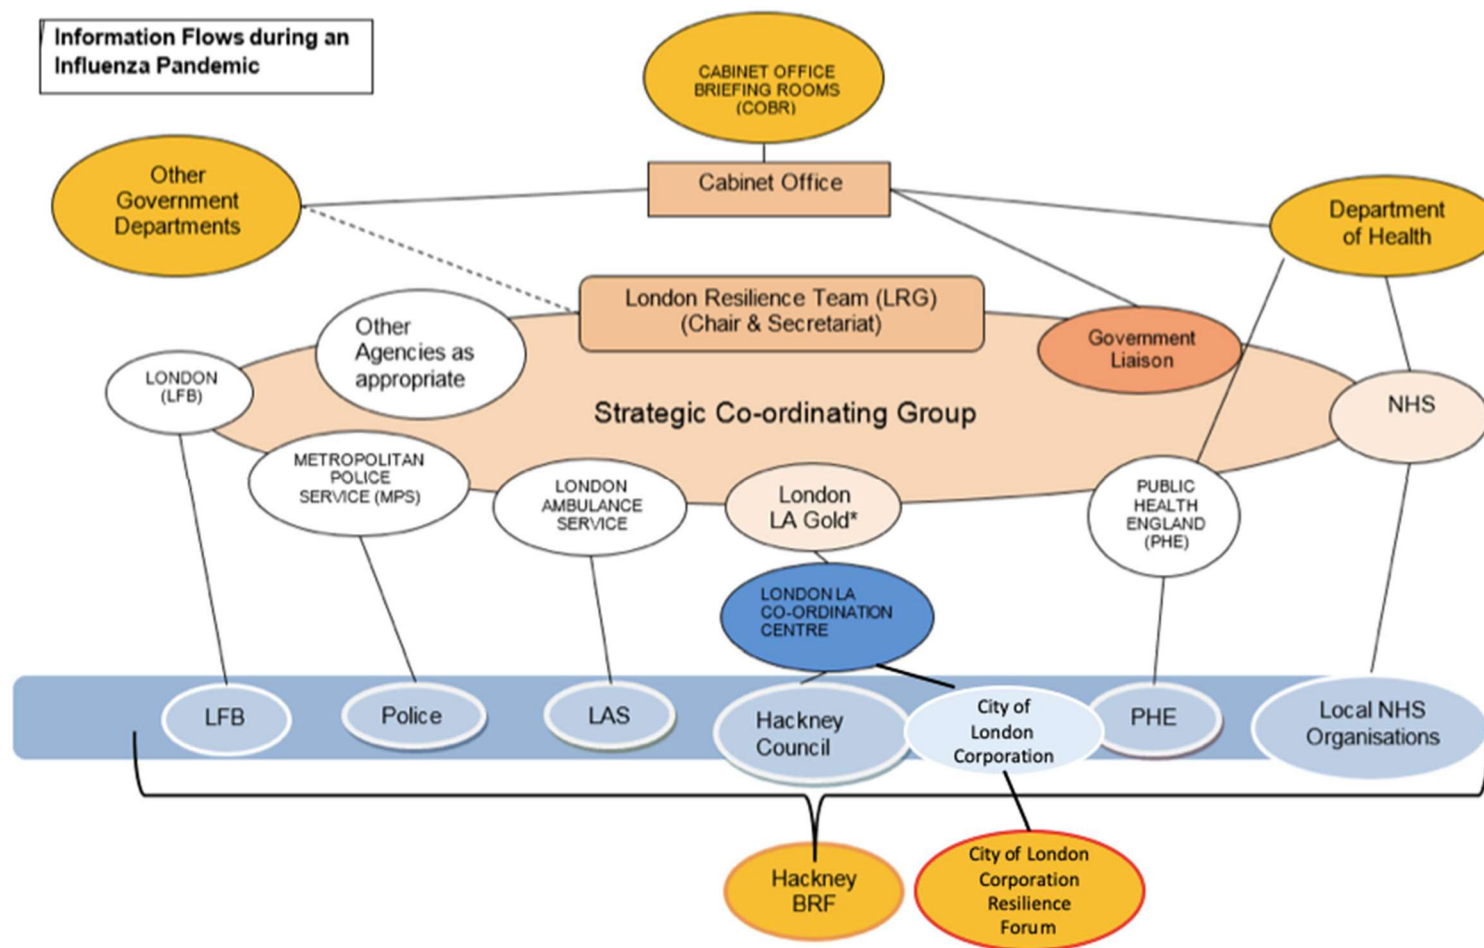 Information Flows during an
Influenza Pandemic
CABINET OFFICE
BRIEFING ROOMS
(COBR)
Other
Government
Departments
Cabinet Office
Department
of Health
London Resilience Team (LRG)
(Chair & Secretariat)
Other
Agencies as
appropriate
Government
Liaison
LONDON
(LFB)
Strategic Co-ordinating Group
NHS
METROPOLITAN
POLICE
SERVICE (MPS)
LONDON
AMBULANCE
SERVICE
London
LA Gold*
PUBLIC
HEALTH
ENGLAND
(PHE)
LONDON LA
CO-ORDINATION
CENTRE
LFB
Police
LAS
Hackney
Council
City of
London
Corporation
PHE
Local NHS
Organisations
Hackney
BRF
City of London
Corporation
Resilience
Forum